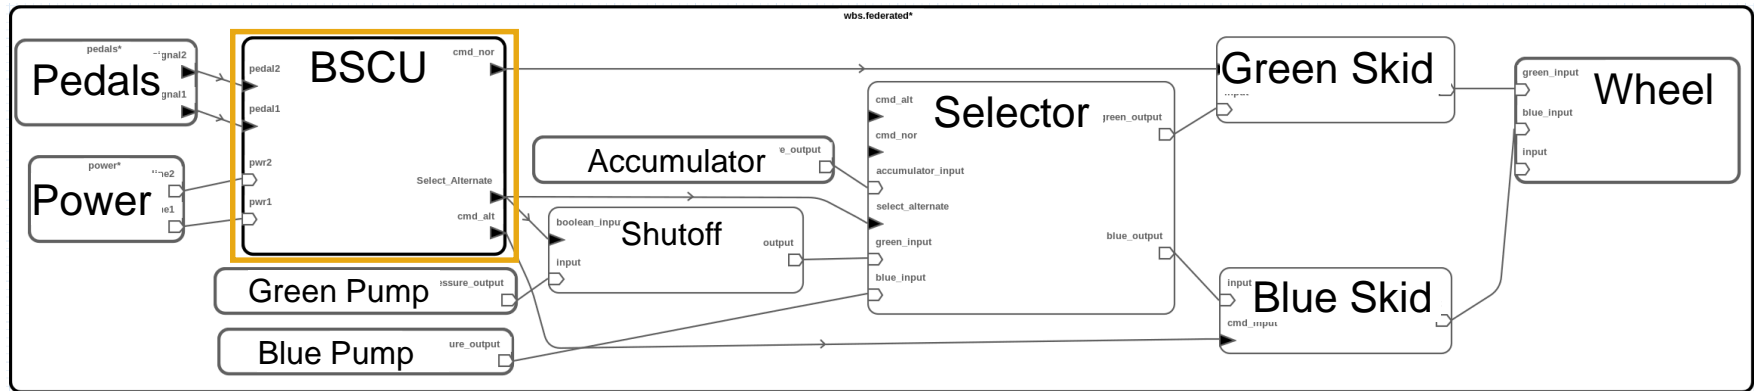 wbs.federated*
pedals*
Pedals
BSCU
pedal2
pedal1
pwr2
pwr1
cmd_nor
Select_Alternate
cmd_alt
power*
Power
Green Pump
Blue Pump
ure_output
Accumulator
Shutoff
output
input
Selector
cmd_alt
cmd_nor
accumulator_input
select_alternate
green_input
blue_input
blue_output
Green Skid
Blue Skid
input
Wheel
green_input
blue_input
input